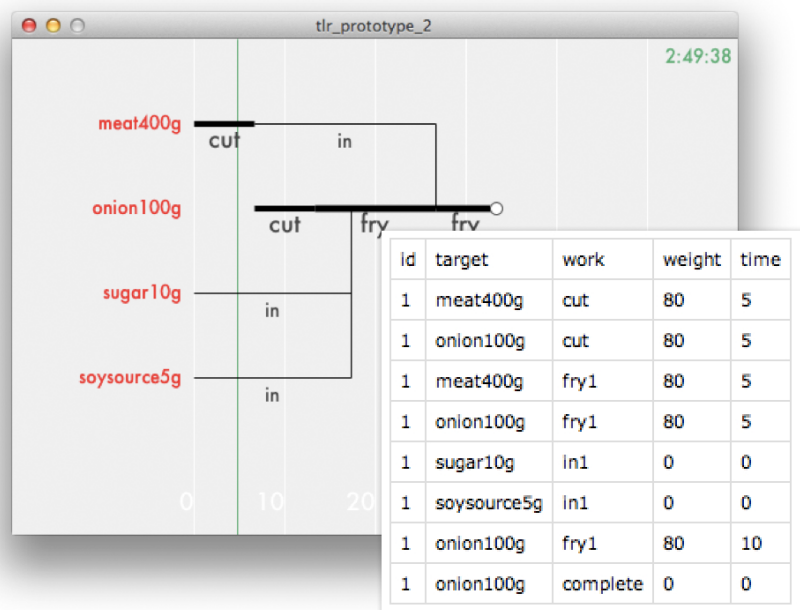 tlr_prototype_2
2:49:38
meat400g
cut
in
onion100g
cut fry fry
sugar10g
in
soysource5g
in
0 10 20
id target work weight time
1 meat400g cut 80 5
1 onion100g cut 80 5
1 meat400g fry1 80 5
1 onion100g fry1 80 5
1 sugar10g in1 0 0
1 soysource5g in1 0 0
1 onion100g fry1 80 10
1 onion100g complete 0 0